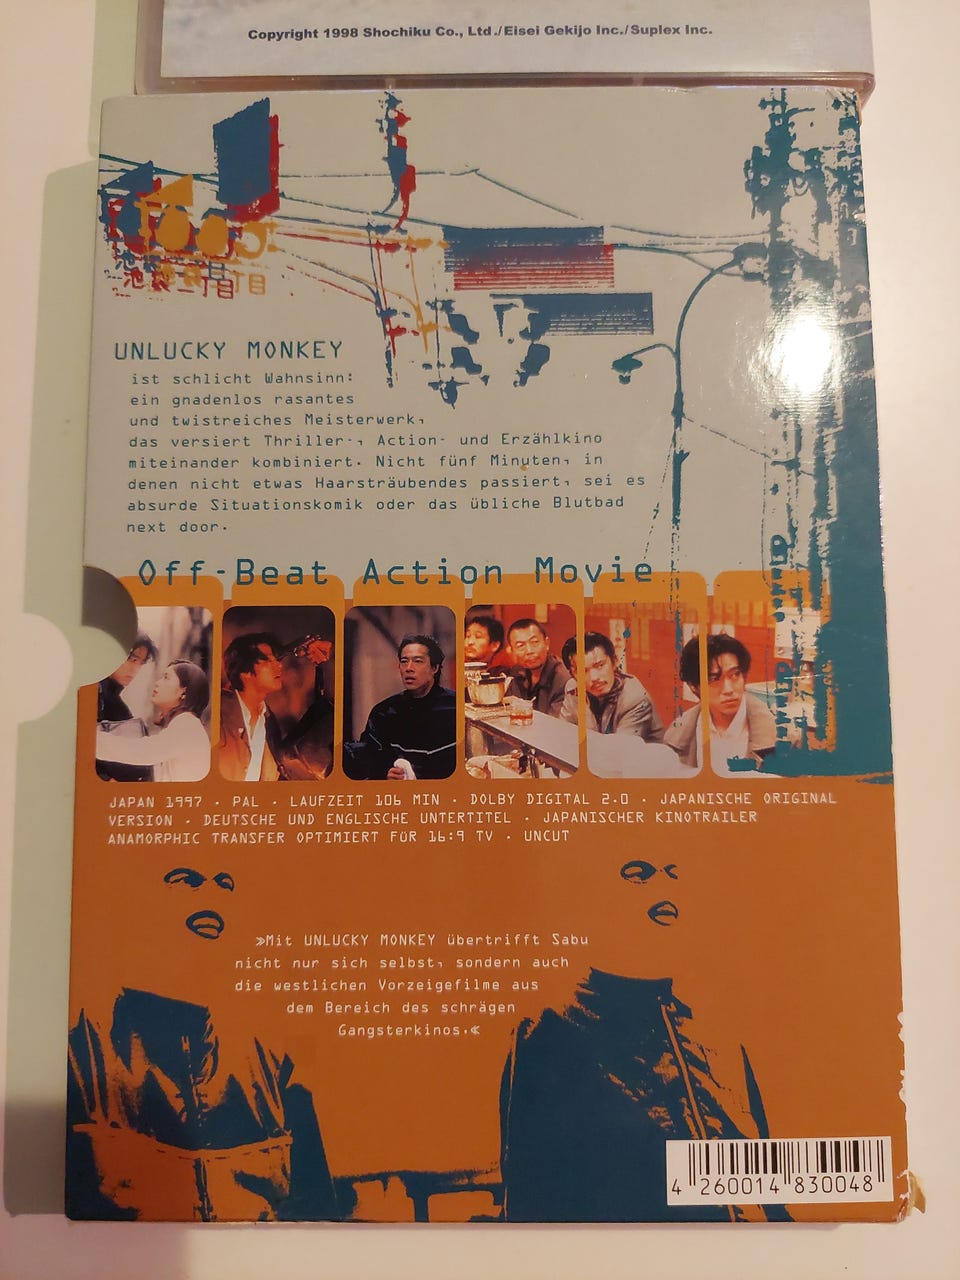 Copyright 1998 Shochiku Co., Ltd./Eisei Gekijo Inc./Suplex Inc.
池袋二丁目
UNLUCKY MONKEY
ist schlicht Wahnsinn:
ein gnadenlos rasantes
und twistreiches Meisterwerk,
das versiert Thriller-, Action- und Erzählkino
miteinander kombiniert. Nicht fünf Minuten, in
denen nicht etwas Haarsträubendes passiert, sei es
absurde Situationskomik oder das übliche Blutbad
next door.
Off-Beat Action Movie
JAPAN 1997 · PAL · LAUFZEIT 106 MIN · DOLBY DIGITAL 2.0 · JAPANISCHE ORIGINAL
VERSION · DEUTSCHE UND ENGLISCHE UNTERTITEL · JAPANISCHER KINOTRAILER
ANAMORPHIC TRANSFER OPTIMIERT FÜR 16:9 TV · UNCUT
»Mit UNLUCKY MONKEY übertrifft Sabu
nicht nur sich selbst, sondern auch
die westlichen Vorzeigefilme aus
dem Bereich des schrägen
Gangsterkinos.«
4 260014 830048